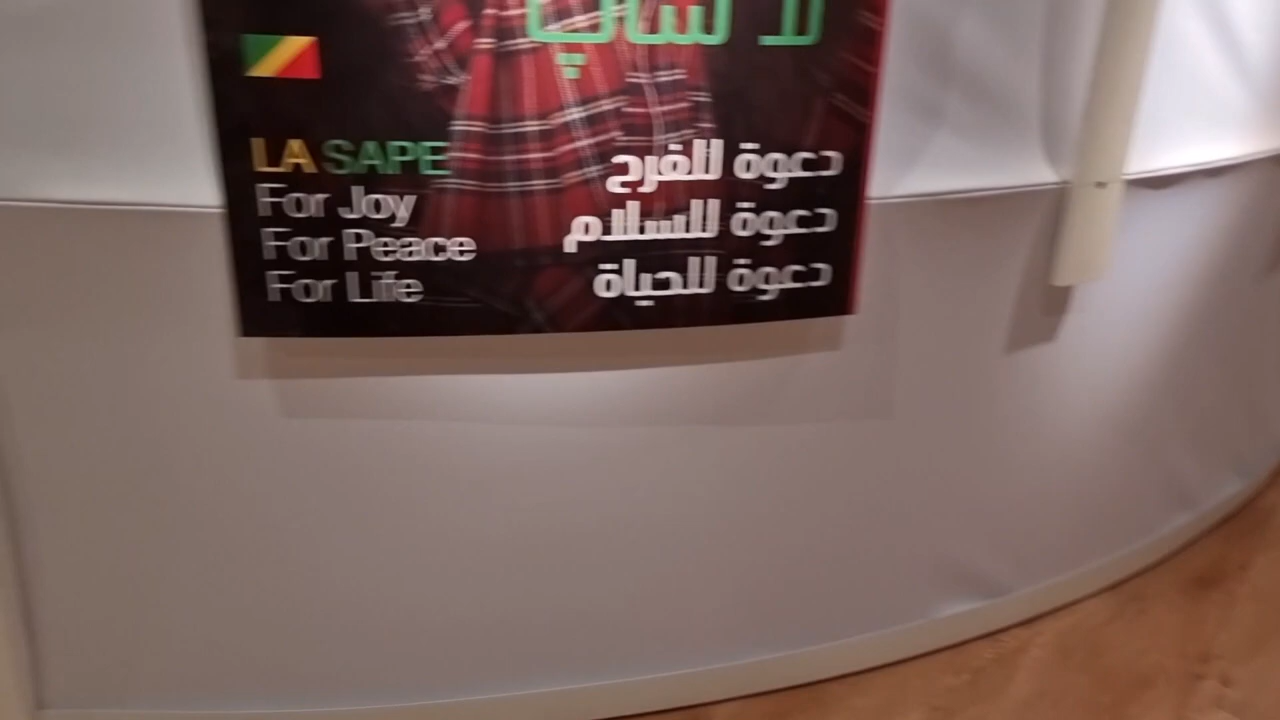 لا ساپ
LA SAPE
For Joy
For Peace
For Life
دعوة للفرح
دعوة للسلام
دعوة للحياة